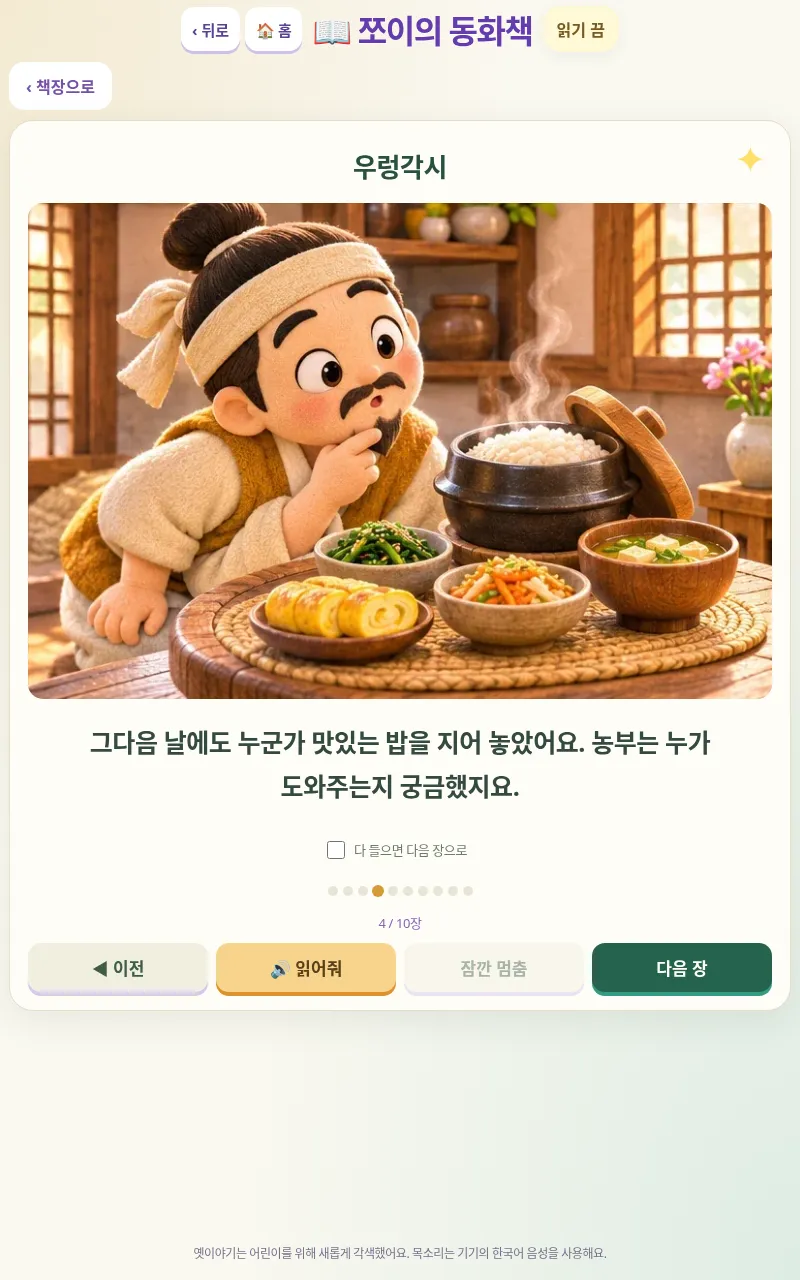 ‹ 뒤로
🏠 홈
📖 쪼이의 동화책
읽기 끝
‹ 책장으로
우렁각시
그다음 날에도 누군가 맛있는 밥을 지어 놓았어요. 농부는 누가
도와주는지 궁금했지요.
다 들으면 다음 장으로
4 / 10장
◀ 이전
🔊 읽어줘
잠깐 멈춤
다음 장
옛이야기는 어린이를 위해 새롭게 각색했어요. 목소리는 기기의 한국어 음성을 사용해요.